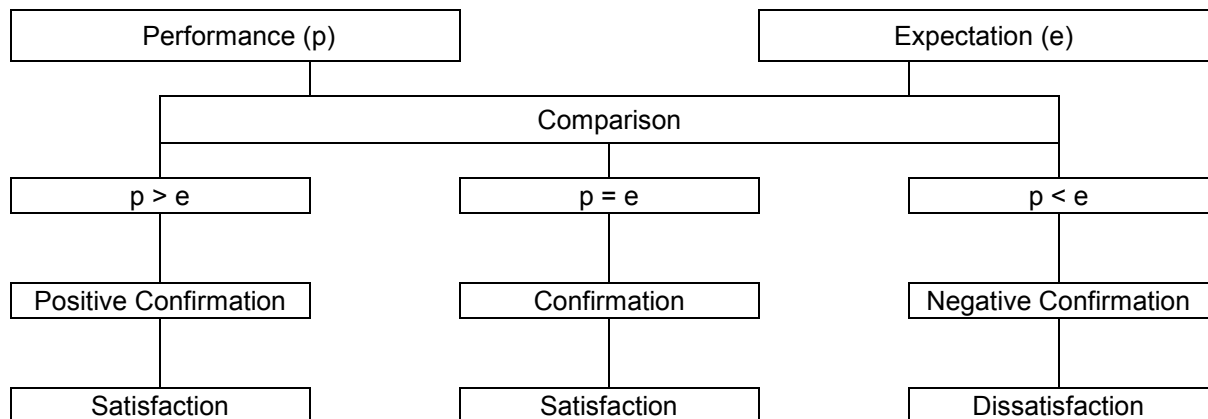 Performance (p)
Expectation (e)
Comparison
p > e
p = e
p < e
Positive Confirmation
Confirmation
Negative Confirmation
Satisfaction
Satisfaction
Dissatisfaction